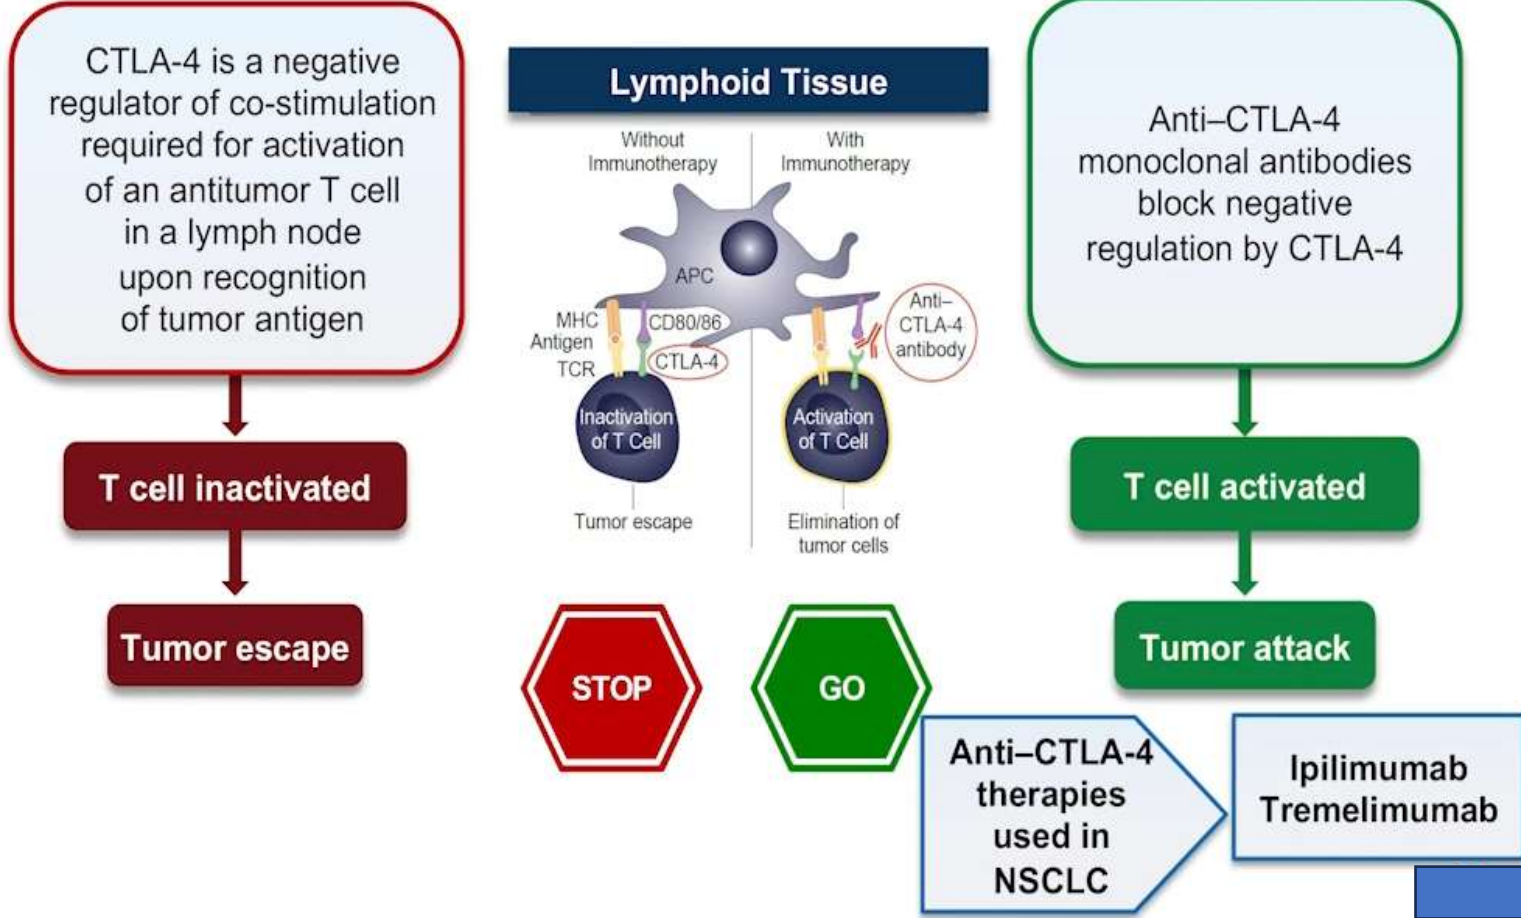 CTLA-4 is a negative
regulator of co-stimulation
required for activation
of an antitumor T cell
in a lymph node
upon recognition
of tumor antigen
T cell inactivated
Tumor escape
Lymphoid Tissue
Without
Immunotherapy
With
Immunotherapy
APC
MHC
Antigen
TCR
CD80/86
CTLA-4
Anti–
CTLA-4
antibody
Inactivation
of T Cell
Activation
of T Cell
Tumor escape
Elimination of
tumor cells
STOP
GO
Anti–CTLA-4
monoclonal antibodies
block negative
regulation by CTLA-4
T cell activated
Tumor attack
Anti–CTLA-4
therapies
used in
NSCLC
Ipilimumab
Tremelimumab